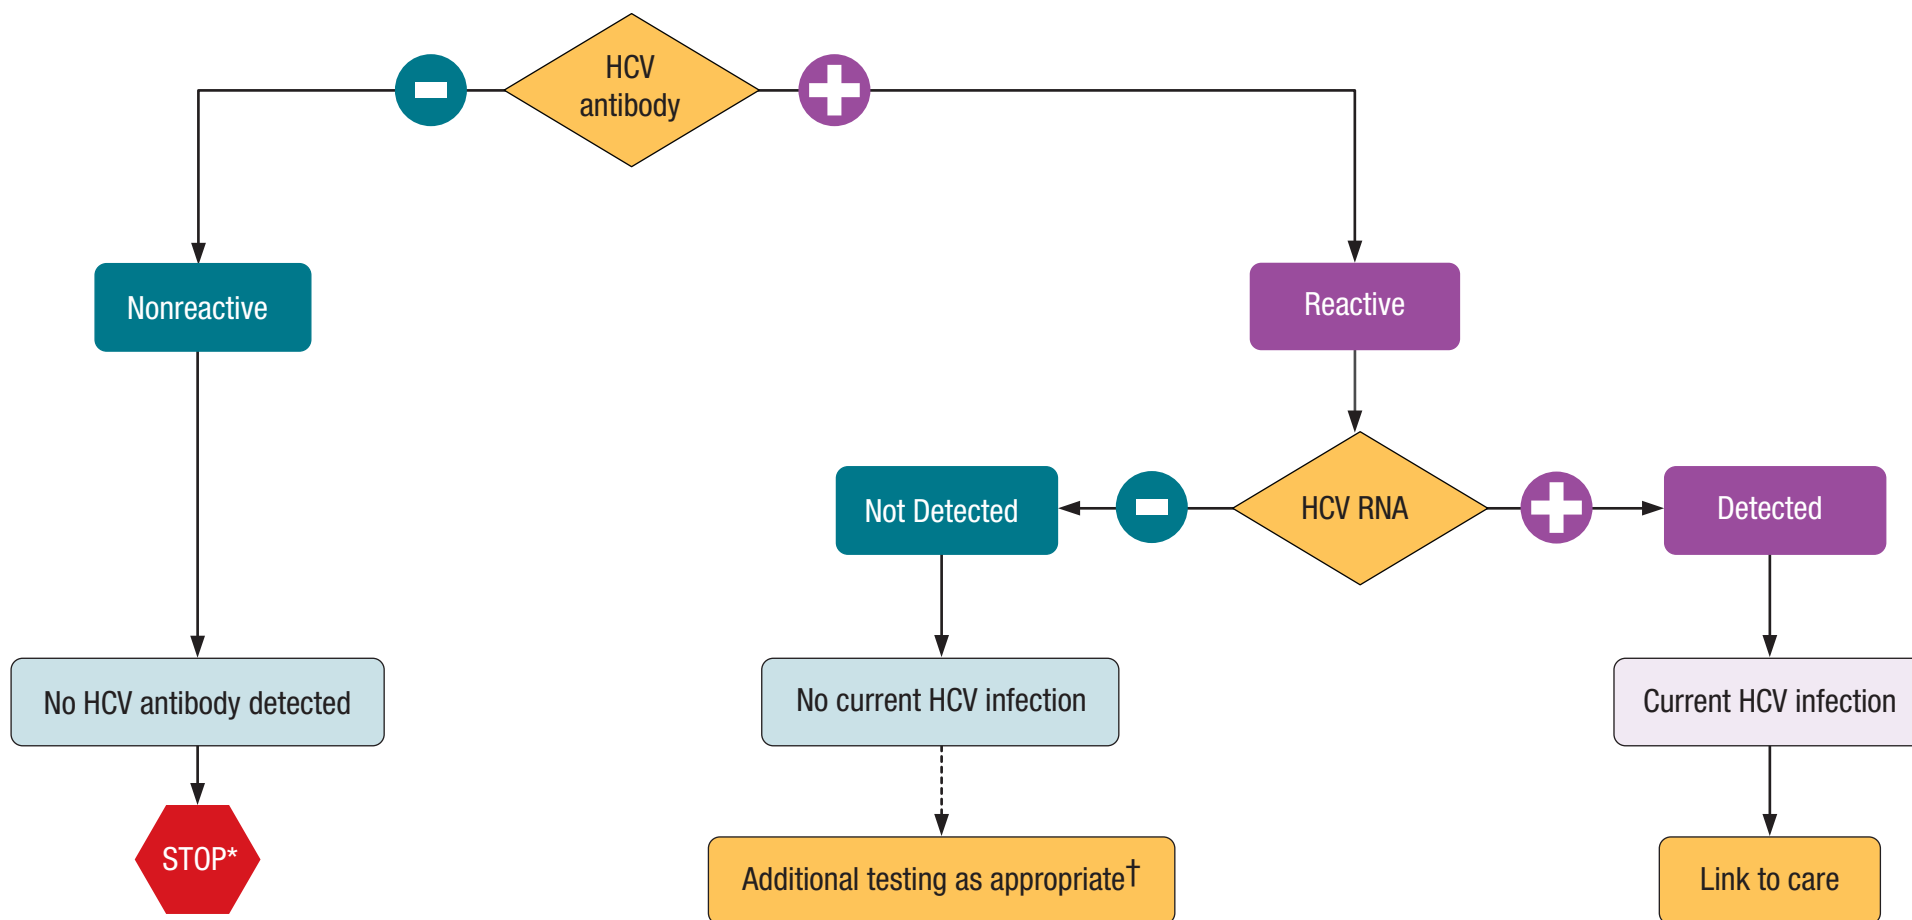 HCV
antibody
Nonreactive
Reactive
Not Detected
HCV RNA
Detected
No HCV antibody detected
No current HCV infection
Current HCV infection
STOP*
Additional testing as appropriate†
Link to care